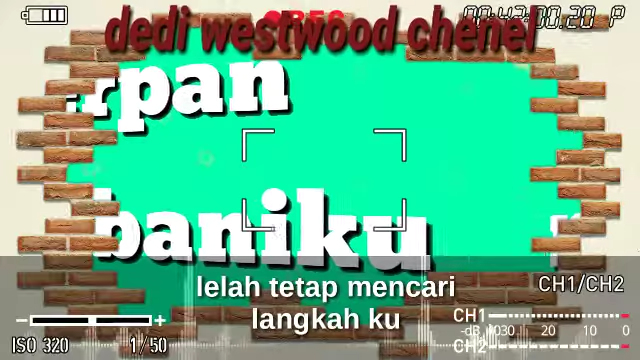 dedi westwood chenel
rpan
baniku
lelah tetap mencari
langkah ku
CH1/CH2
CH1
-dB 30 20 10 0
CH2
ISO 320
1/50